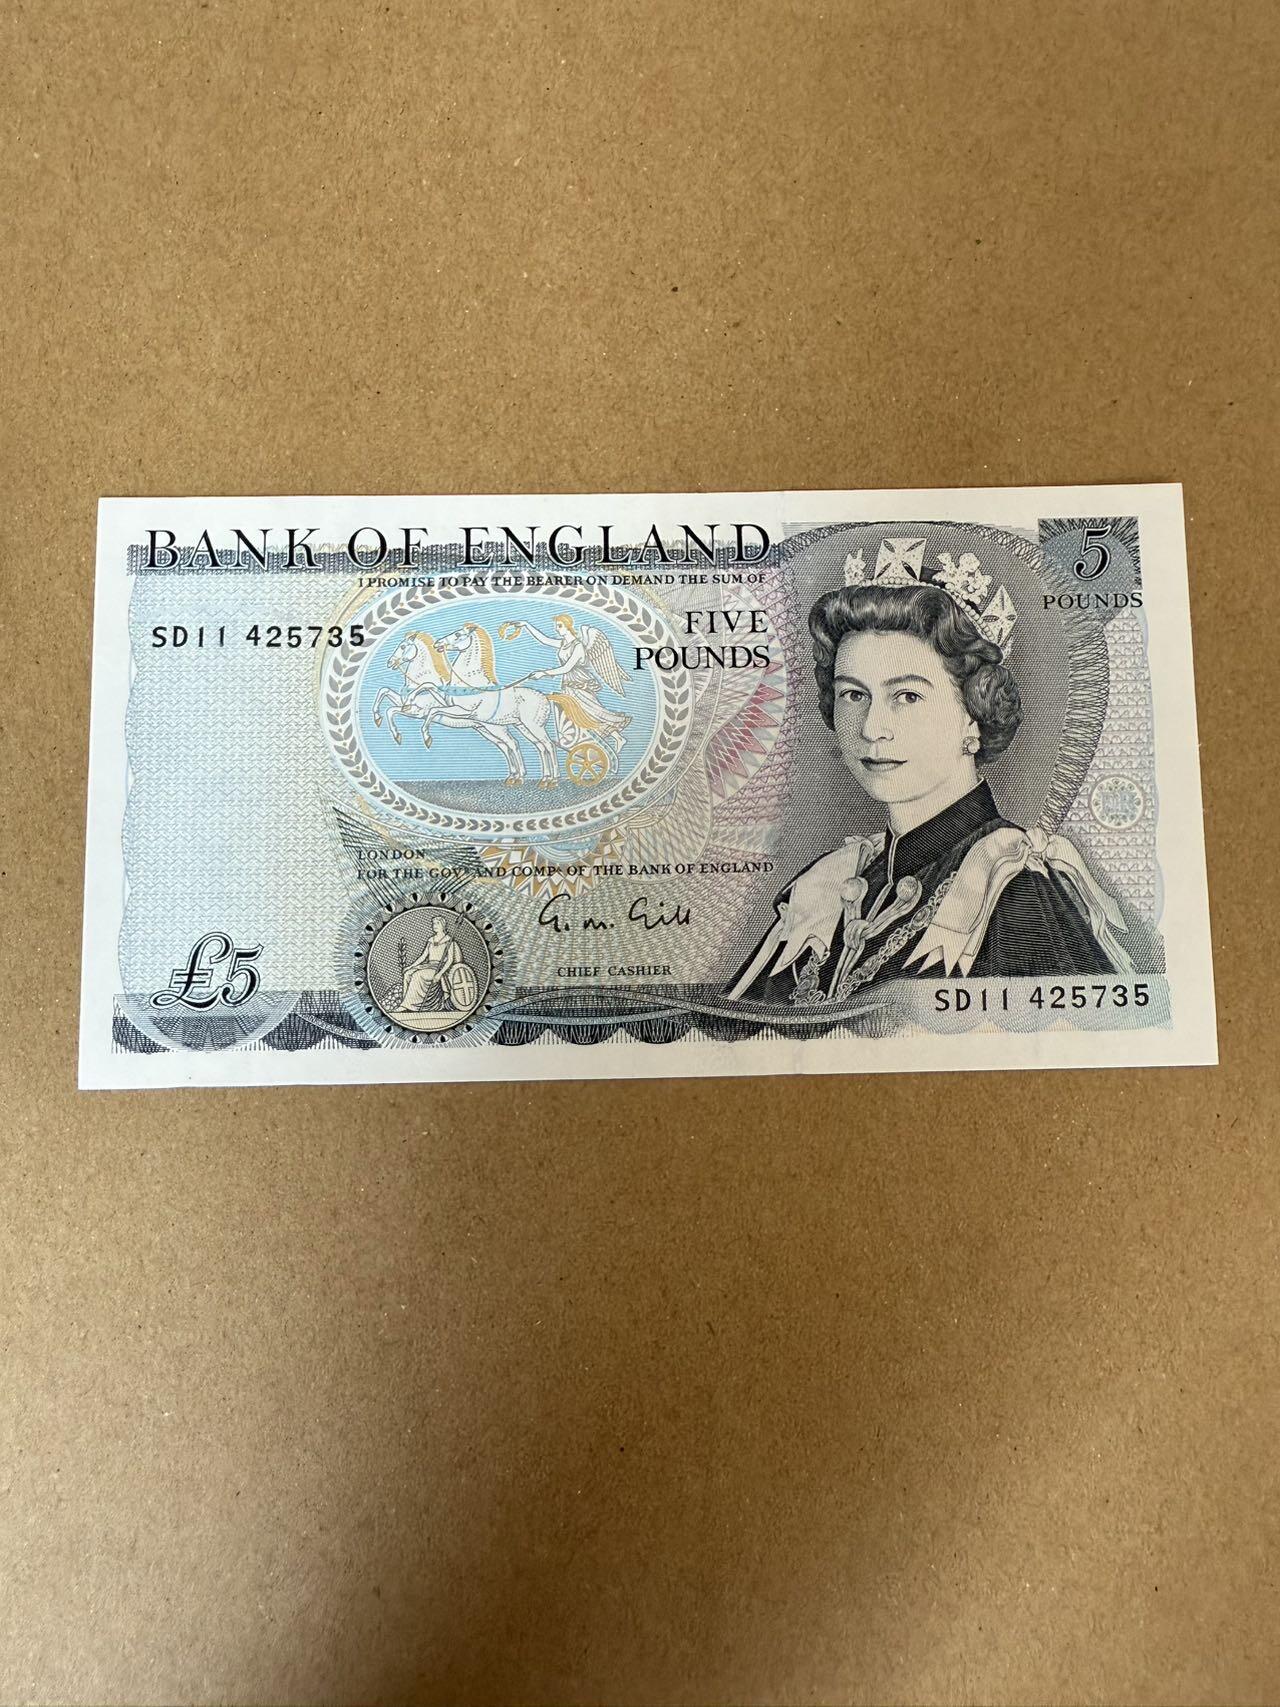 BANK OF ENGLAND
I PROMISE TO PAY THE BEARER ON DEMAND THE SUM OF
5
POUNDS
SD11 425735
FIVE
POUNDS
LONDON
FOR THE GOVR AND COMPA OF THE BANK OF ENGLAND
G. M. Gill
CHIEF CASHIER
£5
SD11 425735